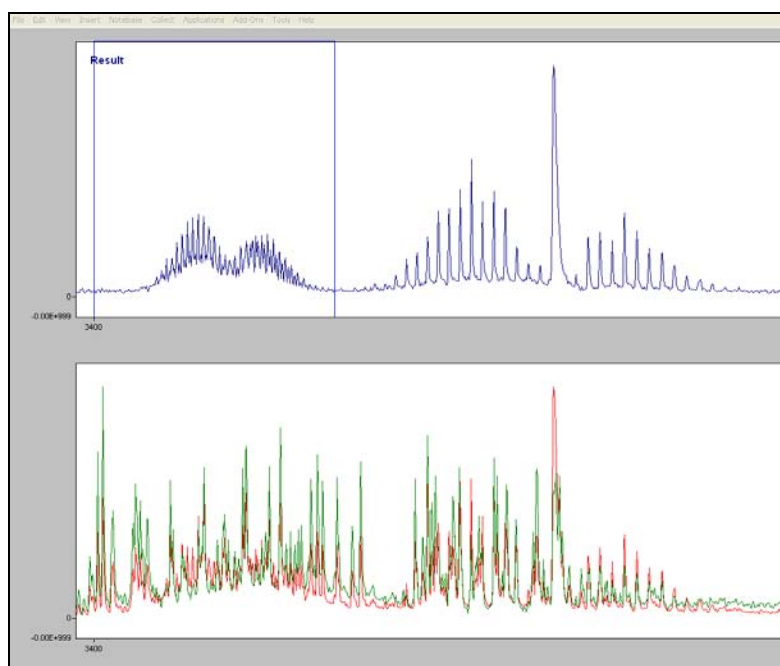 File Edit View Insert Notebase Collect Applications Add-Ons Tools Help
Result
0
-0.00E+999
3400
0
-0.00E+999
3400